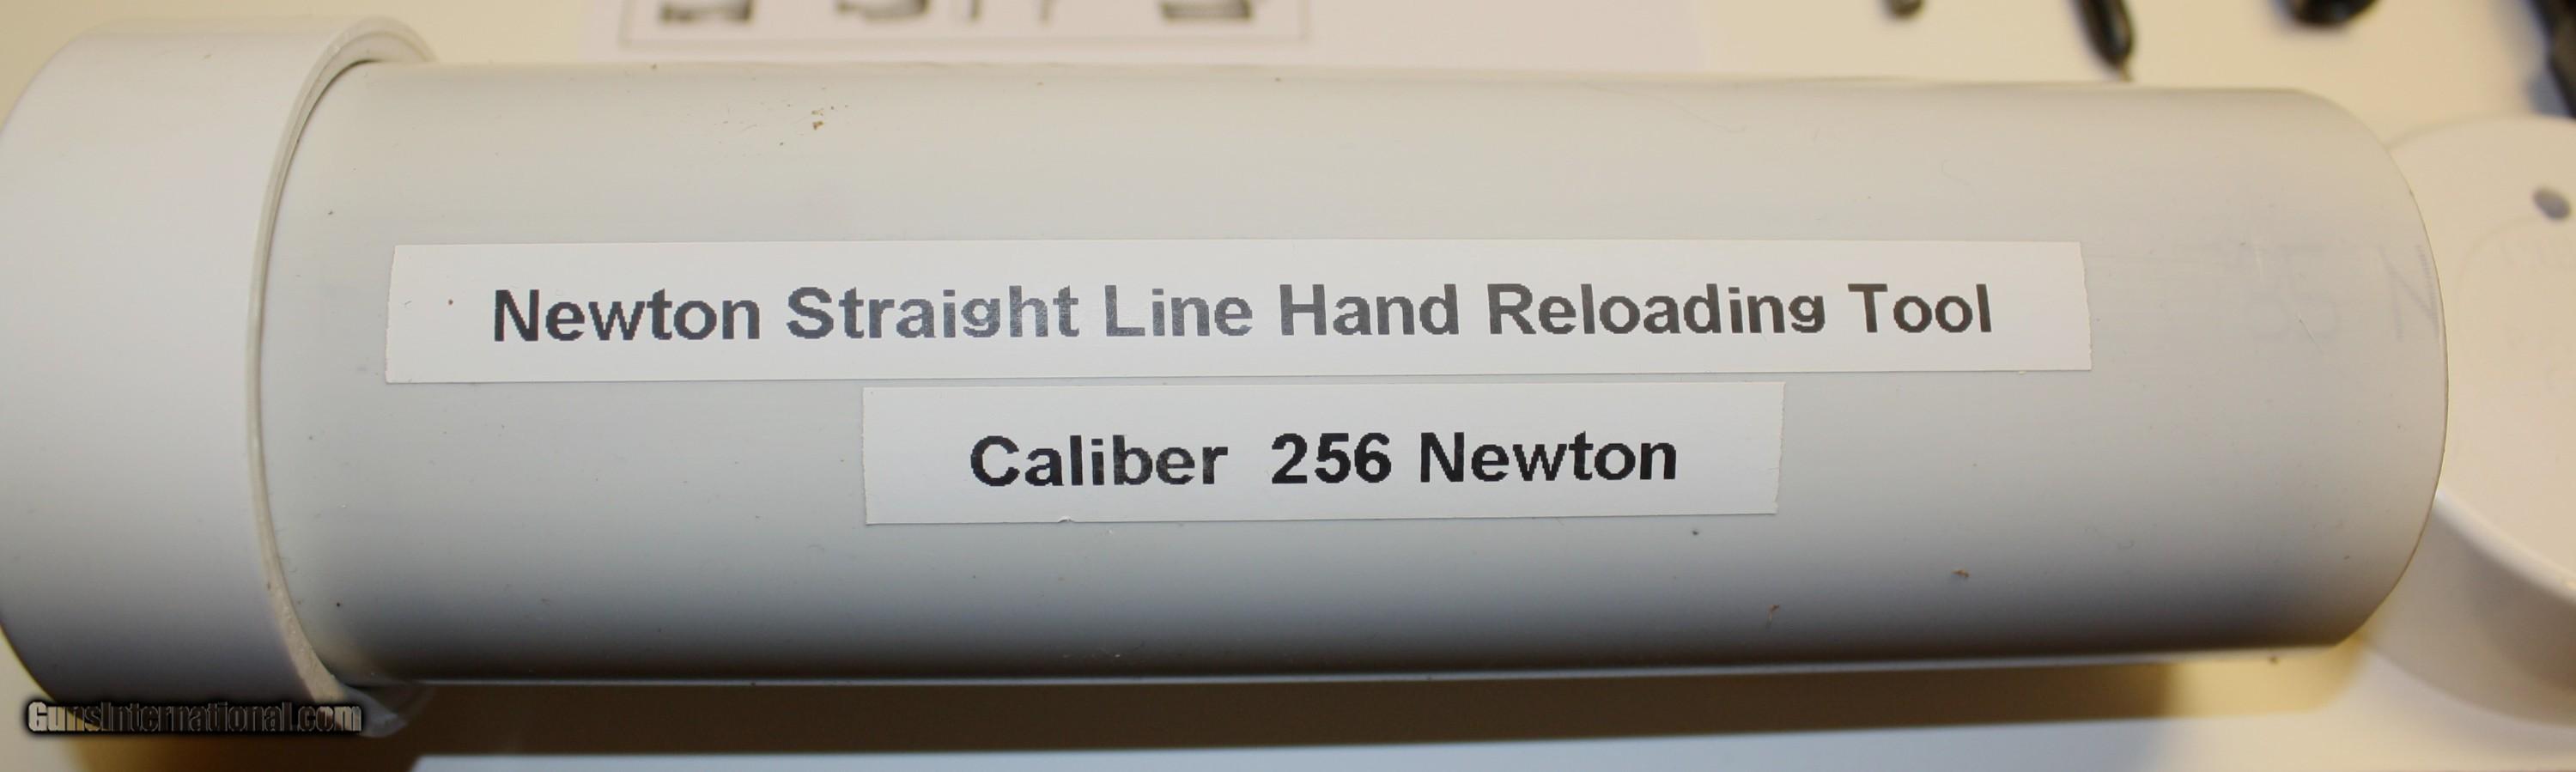 Newton Straight Line Hand Reloading Tool
Caliber 256 Newton
GunsInternational.com